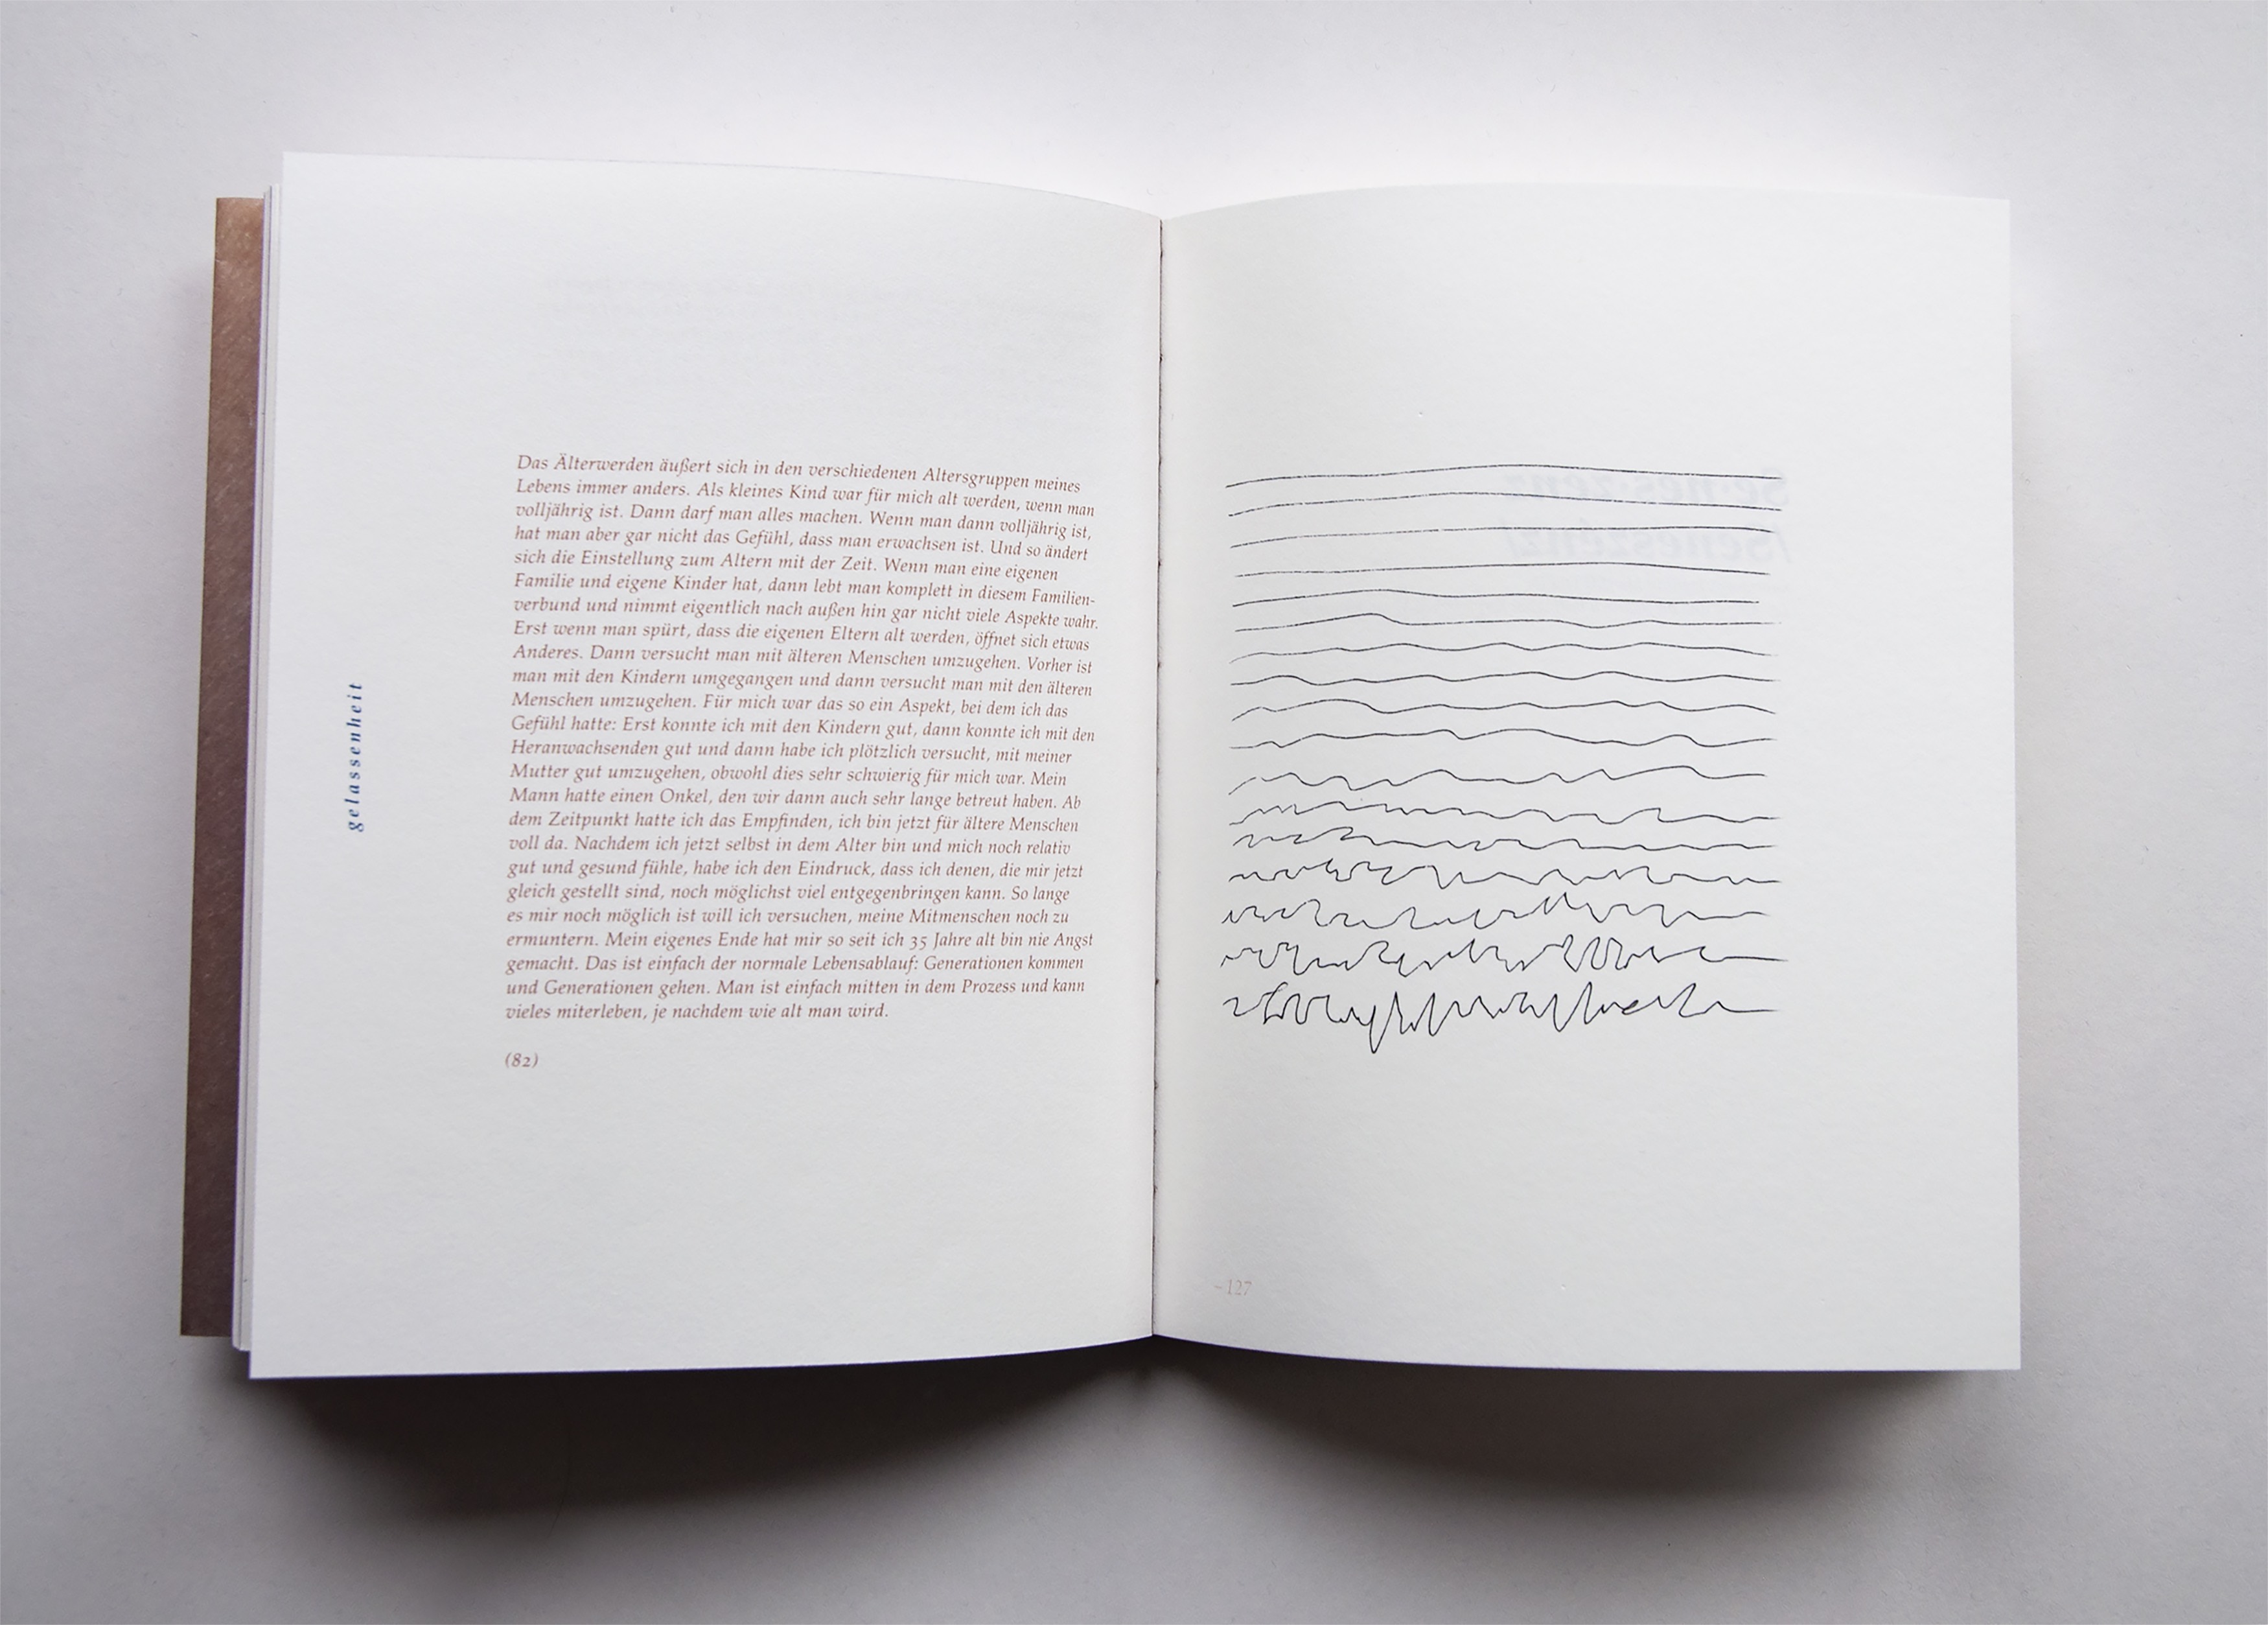 gelassenheit
Das Älterwerden äußert sich in den verschiedenen Altersgruppen meines
Lebens immer anders. Als kleines Kind war für mich alt werden, wenn man
volljährig ist. Dann darf man alles machen. Wenn man dann volljährig ist,
hat man aber gar nicht das Gefühl, dass man erwachsen ist. Und so ändert
sich die Einstellung zum Altern mit der Zeit. Wenn man eine eigenen
Familie und eigene Kinder hat, dann lebt man komplett in diesem Familien-
verbund und nimmt eigentlich nach außen hin gar nicht viele Aspekte wahr.
Erst wenn man spürt, dass die eigenen Eltern alt werden, öffnet sich etwas
Anderes. Dann versucht man mit älteren Menschen umzugehen. Vorher ist
man mit den Kindern umgegangen und dann versucht man mit den älteren
Menschen umzugehen. Für mich war das so ein Aspekt, bei dem ich das
Gefühl hatte: Erst konnte ich mit den Kindern gut, dann konnte ich mit den
Heranwachsenden gut und dann habe ich plötzlich versucht, mit meiner
Mutter gut umzugehen, obwohl dies sehr schwierig für mich war. Mein
Mann hatte einen Onkel, den wir dann auch sehr lange betreut haben. Ab
dem Zeitpunkt hatte ich das Empfinden, ich bin jetzt für ältere Menschen
voll da. Nachdem ich jetzt selbst in dem Alter bin und mich noch relativ
gut und gesund fühle, habe ich den Eindruck, dass ich denen, die mir jetzt
gleich gestellt sind, noch möglichst viel entgegenbringen kann. So lange
es mir noch möglich ist will ich versuchen, meine Mitmenschen noch zu
ermuntern. Mein eigenes Ende hat mir so seit ich 35 Jahre alt bin nie Angst
gemacht. Das ist einfach der normale Lebensablauf: Generationen kommen
und Generationen gehen. Man ist einfach mitten in dem Prozess und kann
vieles miterleben, je nachdem wie alt man wird.
(82)
Se·nes·zenz
/Seneszénz/
~127